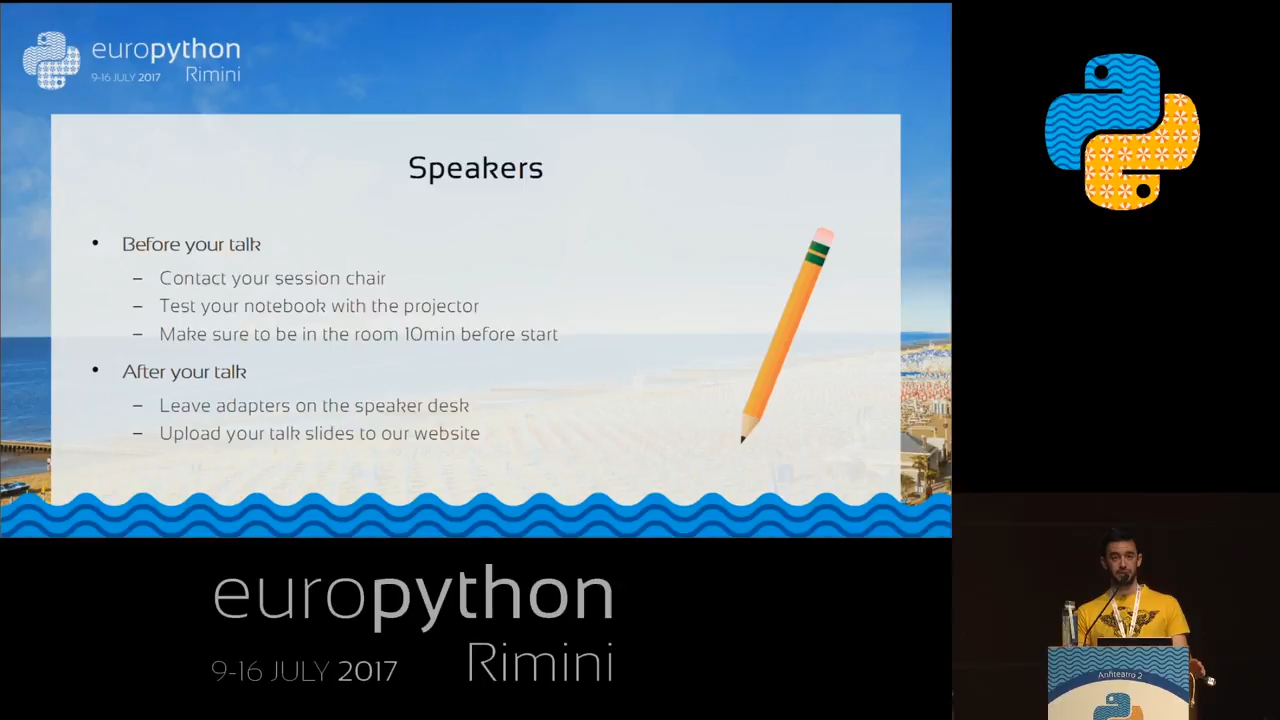 europython
9-16 JULY 2017 Rimini
Speakers
• Before your talk
– Contact your session chair
– Test your notebook with the projector
– Make sure to be in the room 10min before start
• After your talk
– Leave adapters on the speaker desk
– Upload your talk slides to our website
europython
9-16 JULY 2017 Rimini
Anfiteatro 2